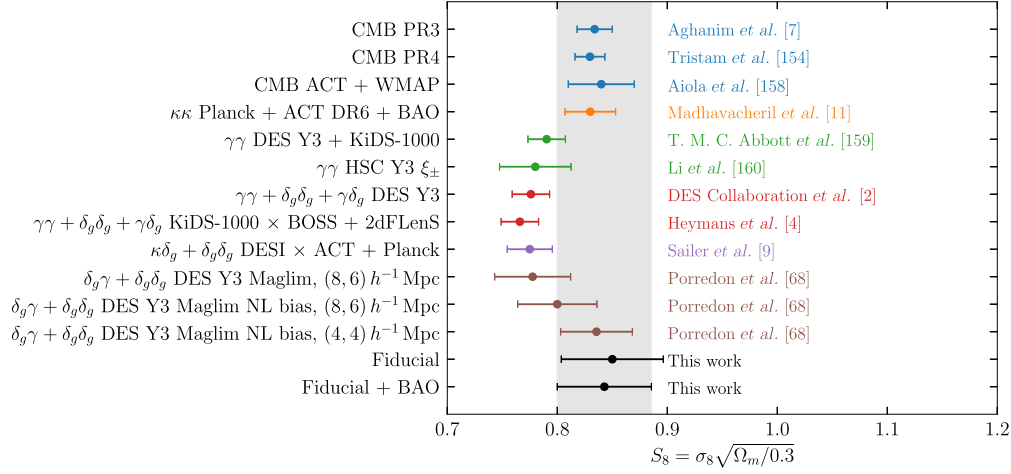 CMB PR3 Aghanim et al. [7]
CMB PR4 Tristam et al. [154]
CMB ACT + WMAP Aiola et al. [158]
κκ Planck + ACT DR6 + BAO Madhavacheril et al. [11]
γγ DES Y3 + KiDS-1000 T. M. C. Abbott et al. [159]
γγ HSC Y3 ξ± Li et al. [160]
γγ + δgδg + γδg DES Y3 DES Collaboration et al. [2]
γγ + δgδg + γδg KiDS-1000 × BOSS + 2dFLenS Heymans et al. [4]
κδg + δgδg DESI × ACT + Planck Sailer et al. [9]
δgγ + δgδg DES Y3 Maglim, (8, 6) h⁻¹ Mpc Porredon et al. [68]
δgγ + δgδg DES Y3 Maglim NL bias, (8, 6) h⁻¹ Mpc Porredon et al. [68]
δgγ + δgδg DES Y3 Maglim NL bias, (4, 4) h⁻¹ Mpc Porredon et al. [68]
Fiducial This work
Fiducial + BAO This work
0.7 0.8 0.9 1.0 1.1 1.2
S₈ = σ₈√(Ωm/0.3)